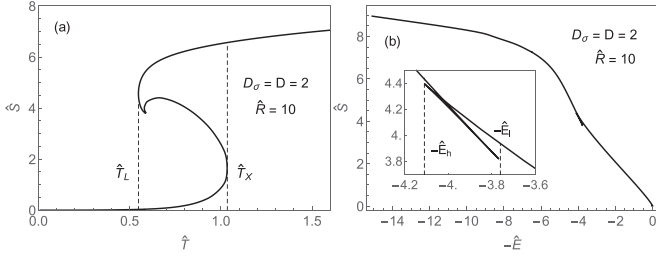 (a)
D_σ = D = 2
R̂ = 10
T̂_L
T̂_X
Ŝ
0 2 4 6 8
0.0 0.5 1.0 1.5
T̂
(b)
D_σ = D = 2
R̂ = 10
−Ê_l
−Ê_h
4.4
4.2
4.0
3.8
−4.2 −4.0 −3.8 −3.6
Ŝ
0 2 4 6 8
−14 −12 −10 −8 −6 −4 −2 0
−Ê